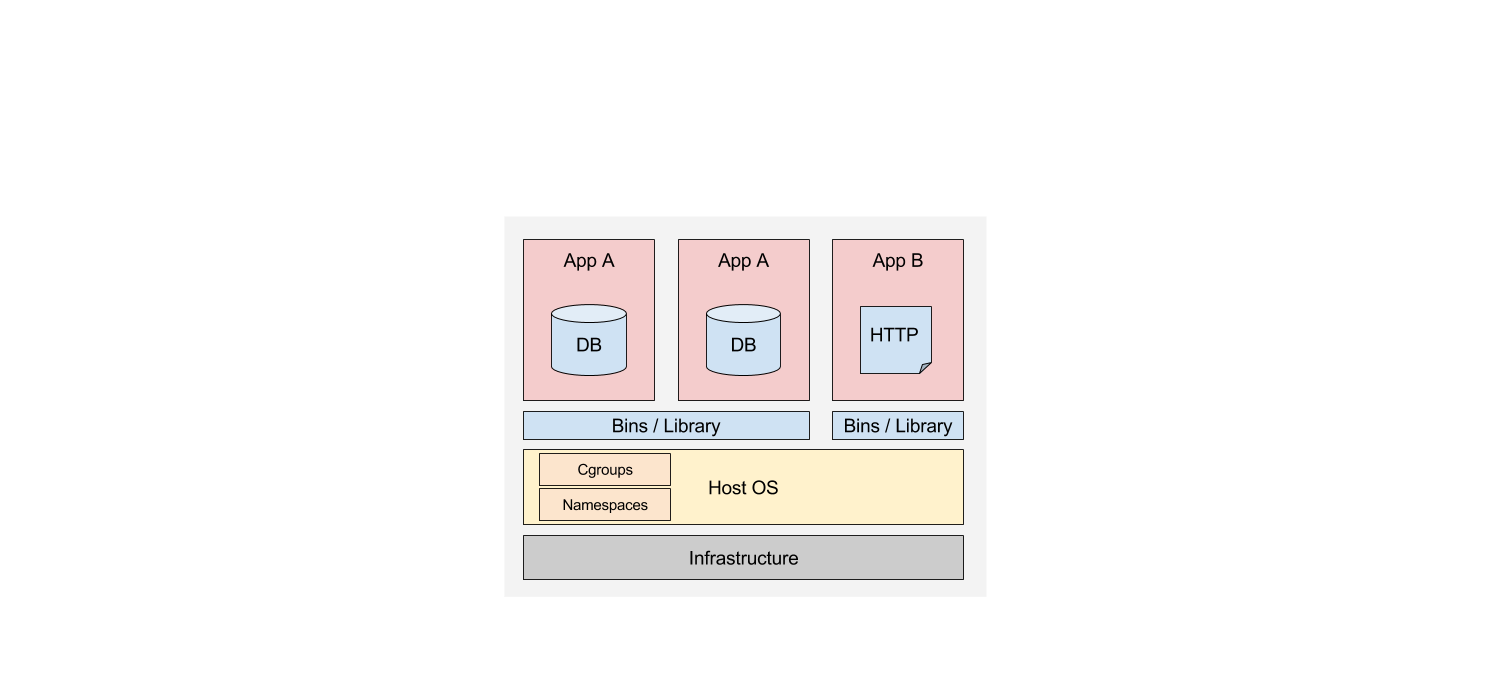 App A
App A
App B
DB
DB
HTTP
Bins / Library
Bins / Library
Cgroups
Host OS
Namespaces
Infrastructure